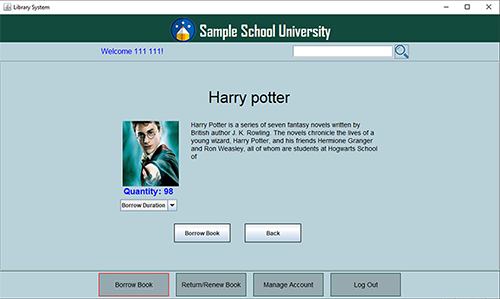 Library System
Sample School University
Welcome 111 111!
Harry potter
Harry Potter is a series of seven fantasy novels written by
British author J. K. Rowling. The novels chronicle the lives of a
young wizard, Harry Potter, and his friends Hermione Granger
and Ron Weasley, all of whom are students at Hogwarts School
of
Quantity: 98
Borrow Duration
Borrow Book
Back
Borrow Book
Return/Renew Book
Manage Account
Log Out